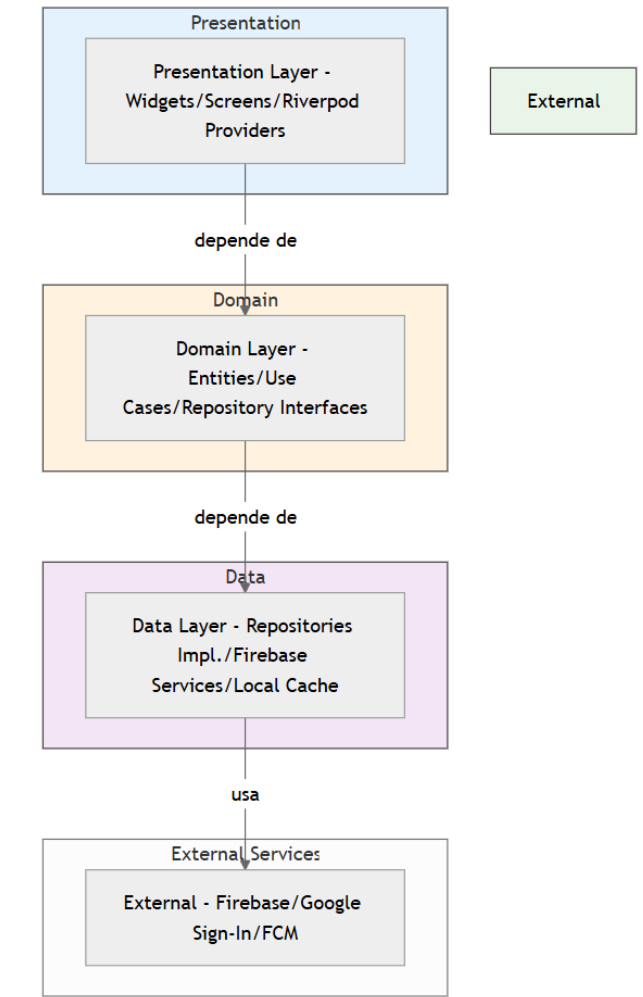 Presentation
Presentation Layer -
Widgets/Screens/Riverpod
Providers
External
depende de
Domain
Domain Layer -
Entities/Use
Cases/Repository Interfaces
depende de
Data
Data Layer - Repositories
Impl./Firebase
Services/Local Cache
usa
External Services
External - Firebase/Google
Sign-In/FCM